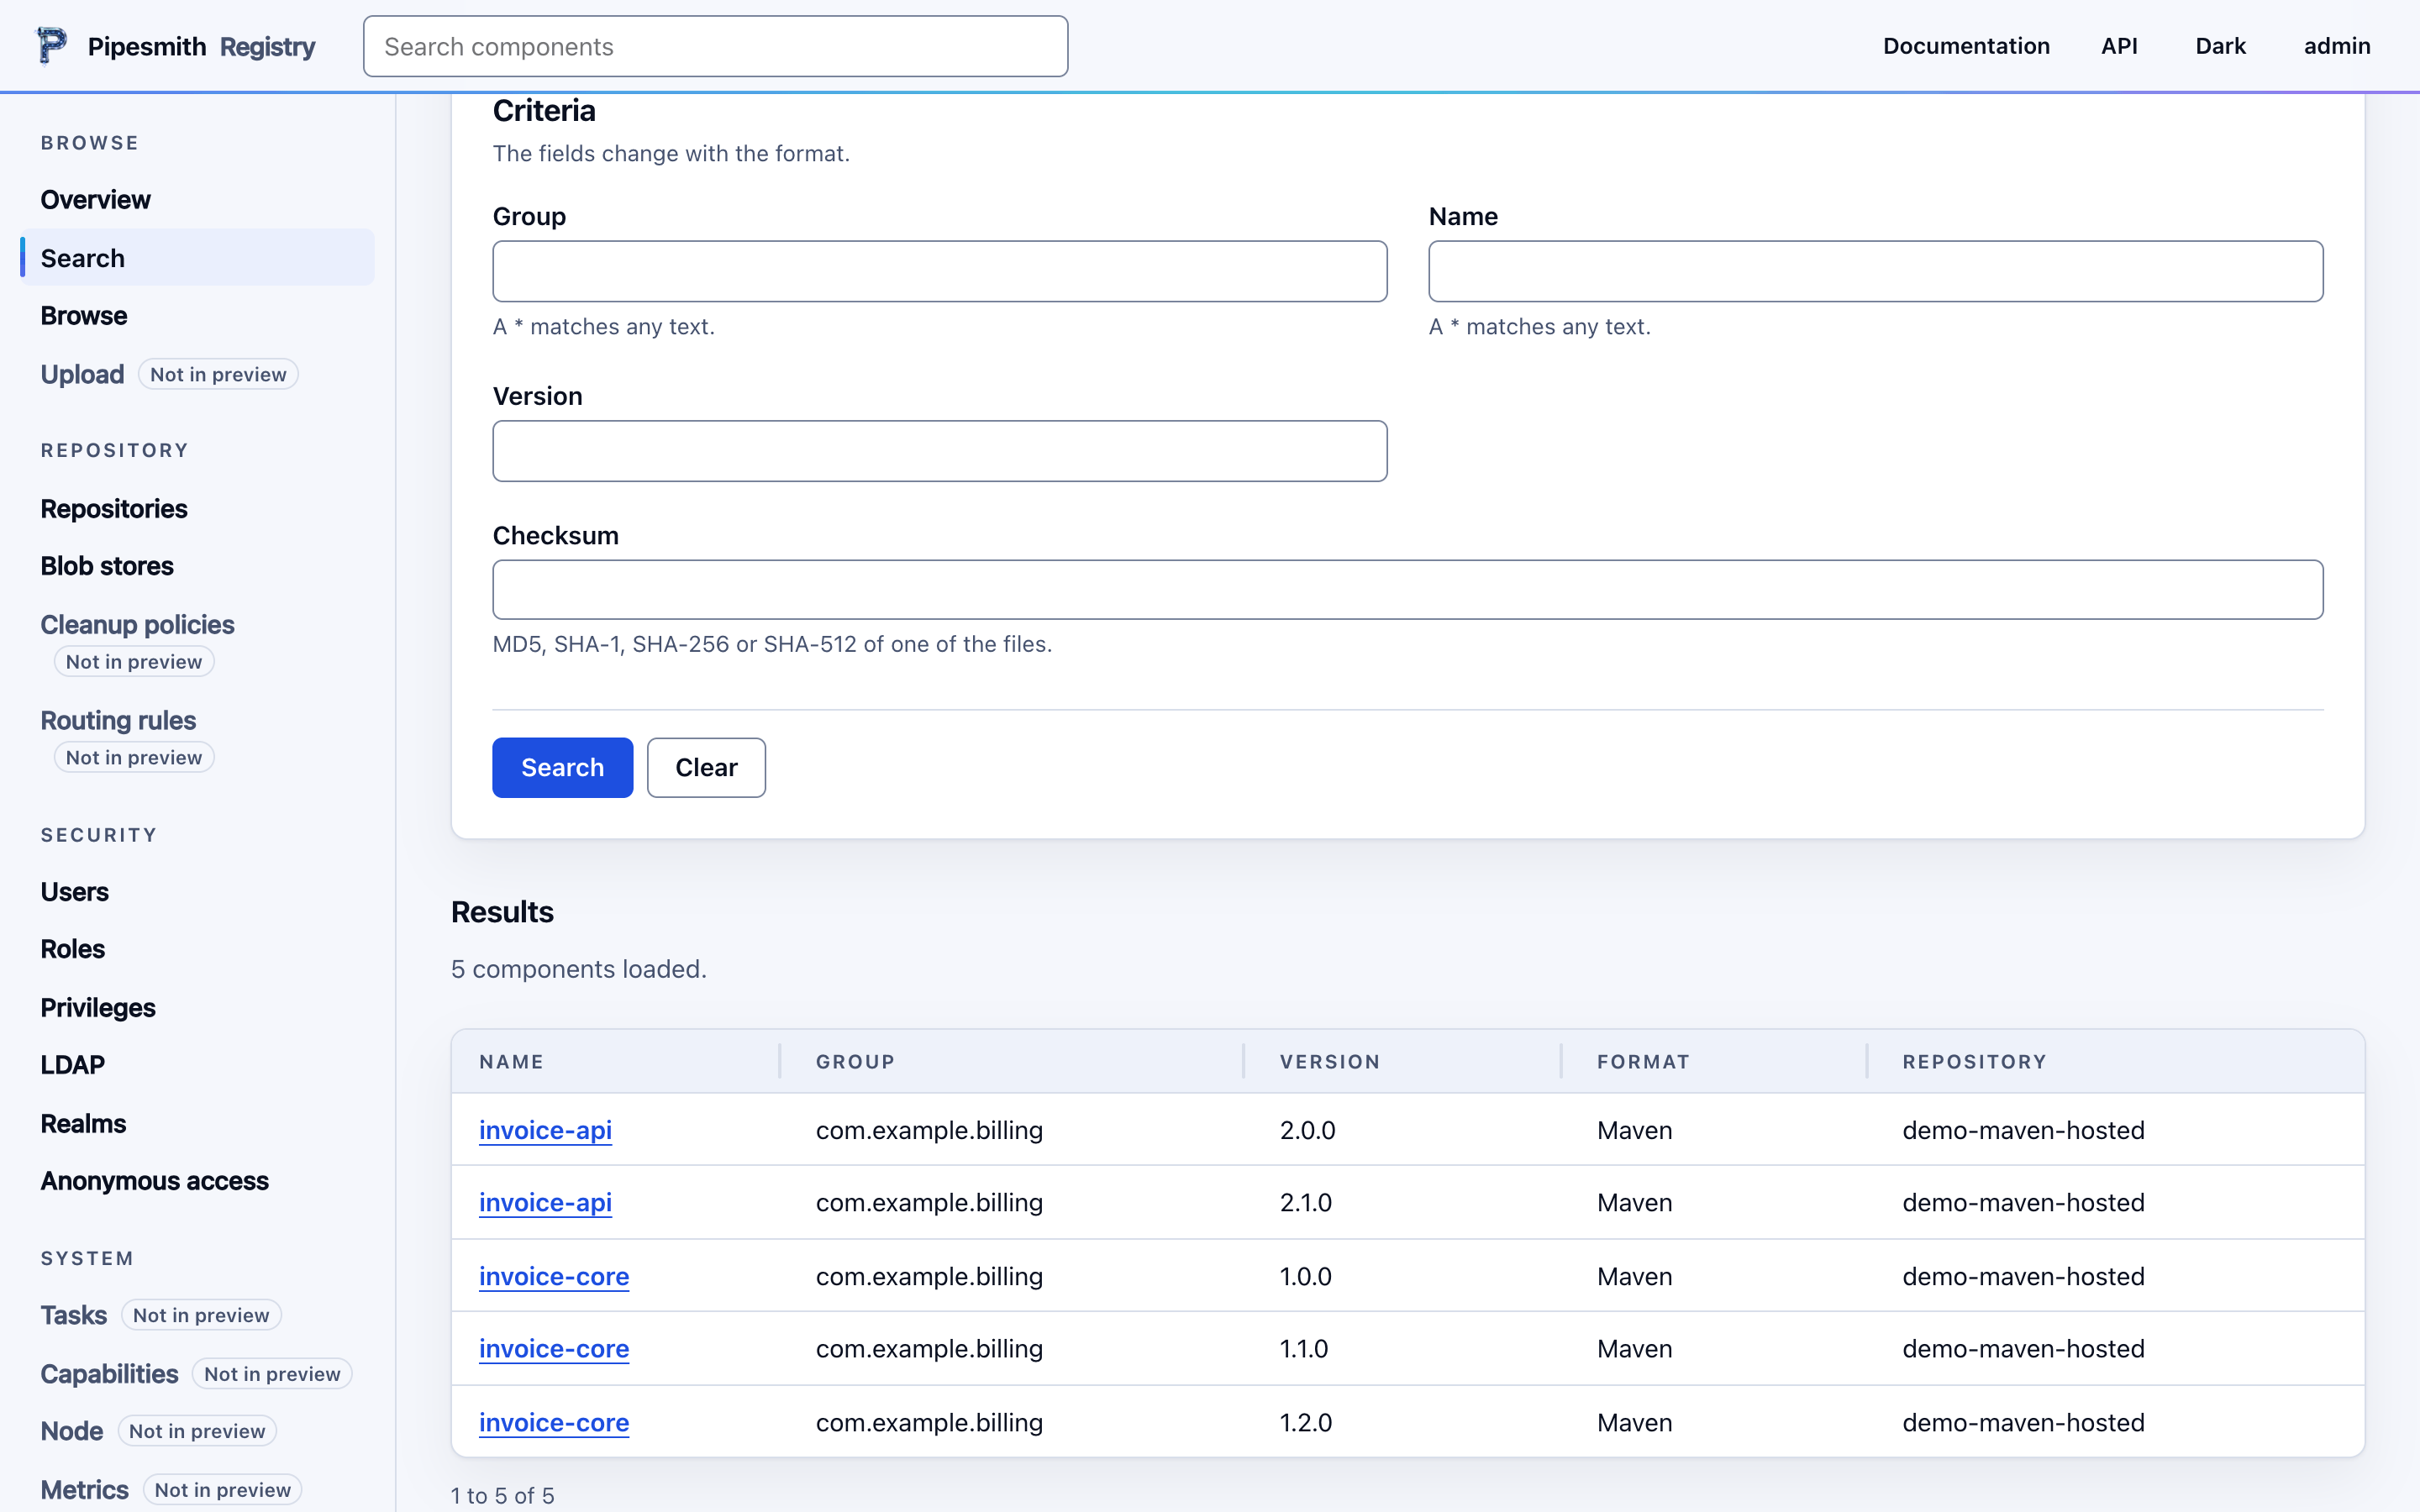 Pipesmith Registry
Search components
Documentation
API
Dark
admin
BROWSE
Overview
Search
Browse
Upload Not in preview
REPOSITORY
Repositories
Blob stores
Cleanup policies
Not in preview
Routing rules
Not in preview
SECURITY
Users
Roles
Privileges
LDAP
Realms
Anonymous access
SYSTEM
Tasks Not in preview
Capabilities Not in preview
Node Not in preview
Metrics Not in preview
Criteria
The fields change with the format.
Group
A * matches any text.
Name
A * matches any text.
Version
Checksum
MD5, SHA-1, SHA-256 or SHA-512 of one of the files.
Search Clear
Results
5 components loaded.
NAME GROUP VERSION FORMAT REPOSITORY
invoice-api com.example.billing 2.0.0 Maven demo-maven-hosted
invoice-api com.example.billing 2.1.0 Maven demo-maven-hosted
invoice-core com.example.billing 1.0.0 Maven demo-maven-hosted
invoice-core com.example.billing 1.1.0 Maven demo-maven-hosted
invoice-core com.example.billing 1.2.0 Maven demo-maven-hosted
1 to 5 of 5